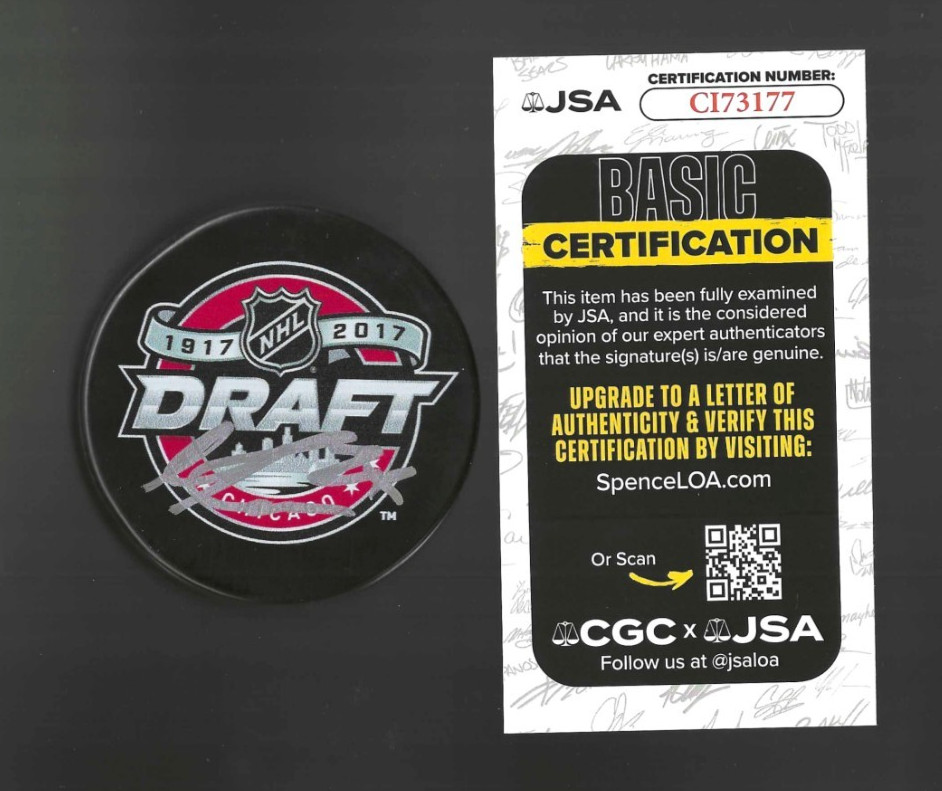 1917 NHL 2017
DRAFT
CHICAGO
TM
JSA
CERTIFICATION NUMBER:
CI73177
BASIC
CERTIFICATION
This item has been fully examined
by JSA, and it is the considered
opinion of our expert authenticators
that the signature(s) is/are genuine.
UPGRADE TO A LETTER OF
AUTHENTICITY & VERIFY THIS
CERTIFICATION BY VISITING:
SpenceLOA.com
Or Scan
CGC x JSA
Follow us at @jsaloa